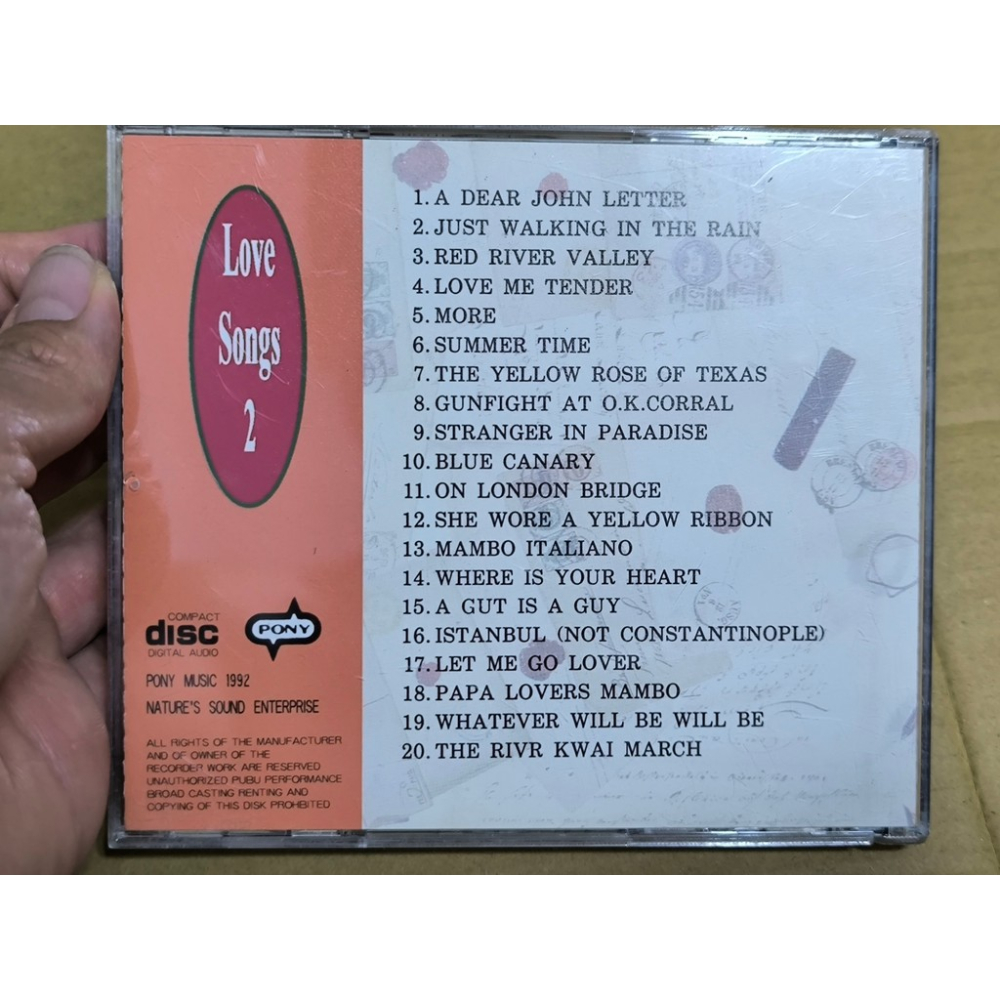 Love
Songs
2
COMPACT
disc
DIGITAL AUDIO
PONY
PONY MUSIC 1992
NATURE'S SOUND ENTERPRISE
ALL RIGHTS OF THE MANUFACTURER
AND OF OWNER OF THE
RECORDER WORK ARE RESERVED
UNAUTHORIZED PUBU PERFORMANCE
BROAD CASTING RENTING AND
COPYING OF THIS DISK PROHBITED
1. A DEAR JOHN LETTER
2. JUST WALKING IN THE RAIN
3. RED RIVER VALLEY
4. LOVE ME TENDER
5. MORE
6. SUMMER TIME
7. THE YELLOW ROSE OF TEXAS
8. GUNFIGHT AT O.K.CORRAL
9. STRANGER IN PARADISE
10. BLUE CANARY
11. ON LONDON BRIDGE
12. SHE WORE A YELLOW RIBBON
13. MAMBO ITALIANO
14. WHERE IS YOUR HEART
15. A GUT IS A GUY
16. ISTANBUL (NOT CONSTANTINOPLE)
17. LET ME GO LOVER
18. PAPA LOVERS MAMBO
19. WHATEVER WILL BE WILL BE
20. THE RIVR KWAI MARCH